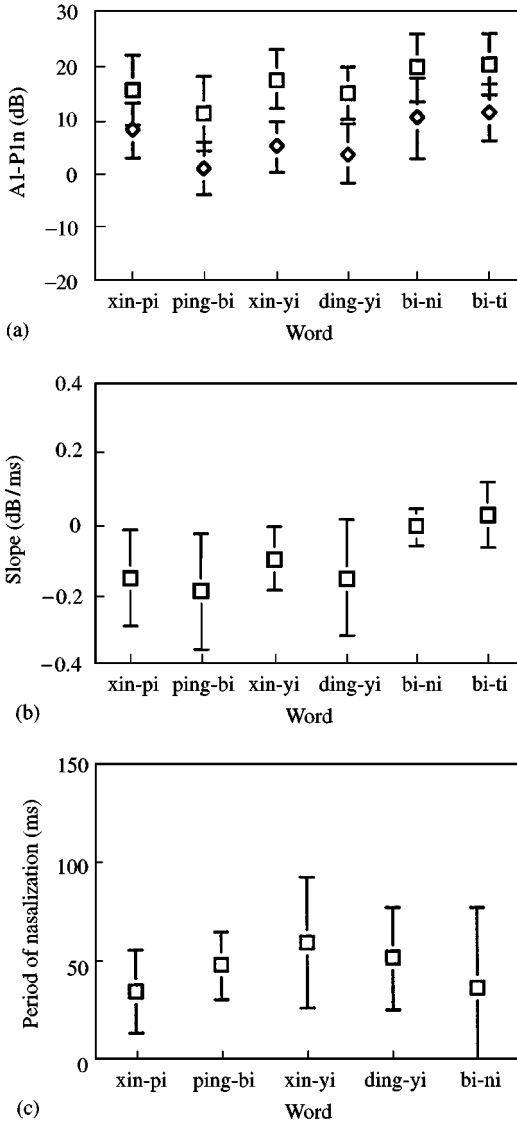 30
20
10
0
−10
−20
A1-P1n (dB)
xin-pi ping-bi xin-yi ding-yi bi-ni bi-ti
Word
(a)
0.4
0.2
0
−0.2
−0.4
Slope (dB/ms)
xin-pi ping-bi xin-yi ding-yi bi-ni bi-ti
Word
(b)
150
100
50
0
Period of nasalization (ms)
xin-pi ping-bi xin-yi ding-yi bi-ni
Word
(c)